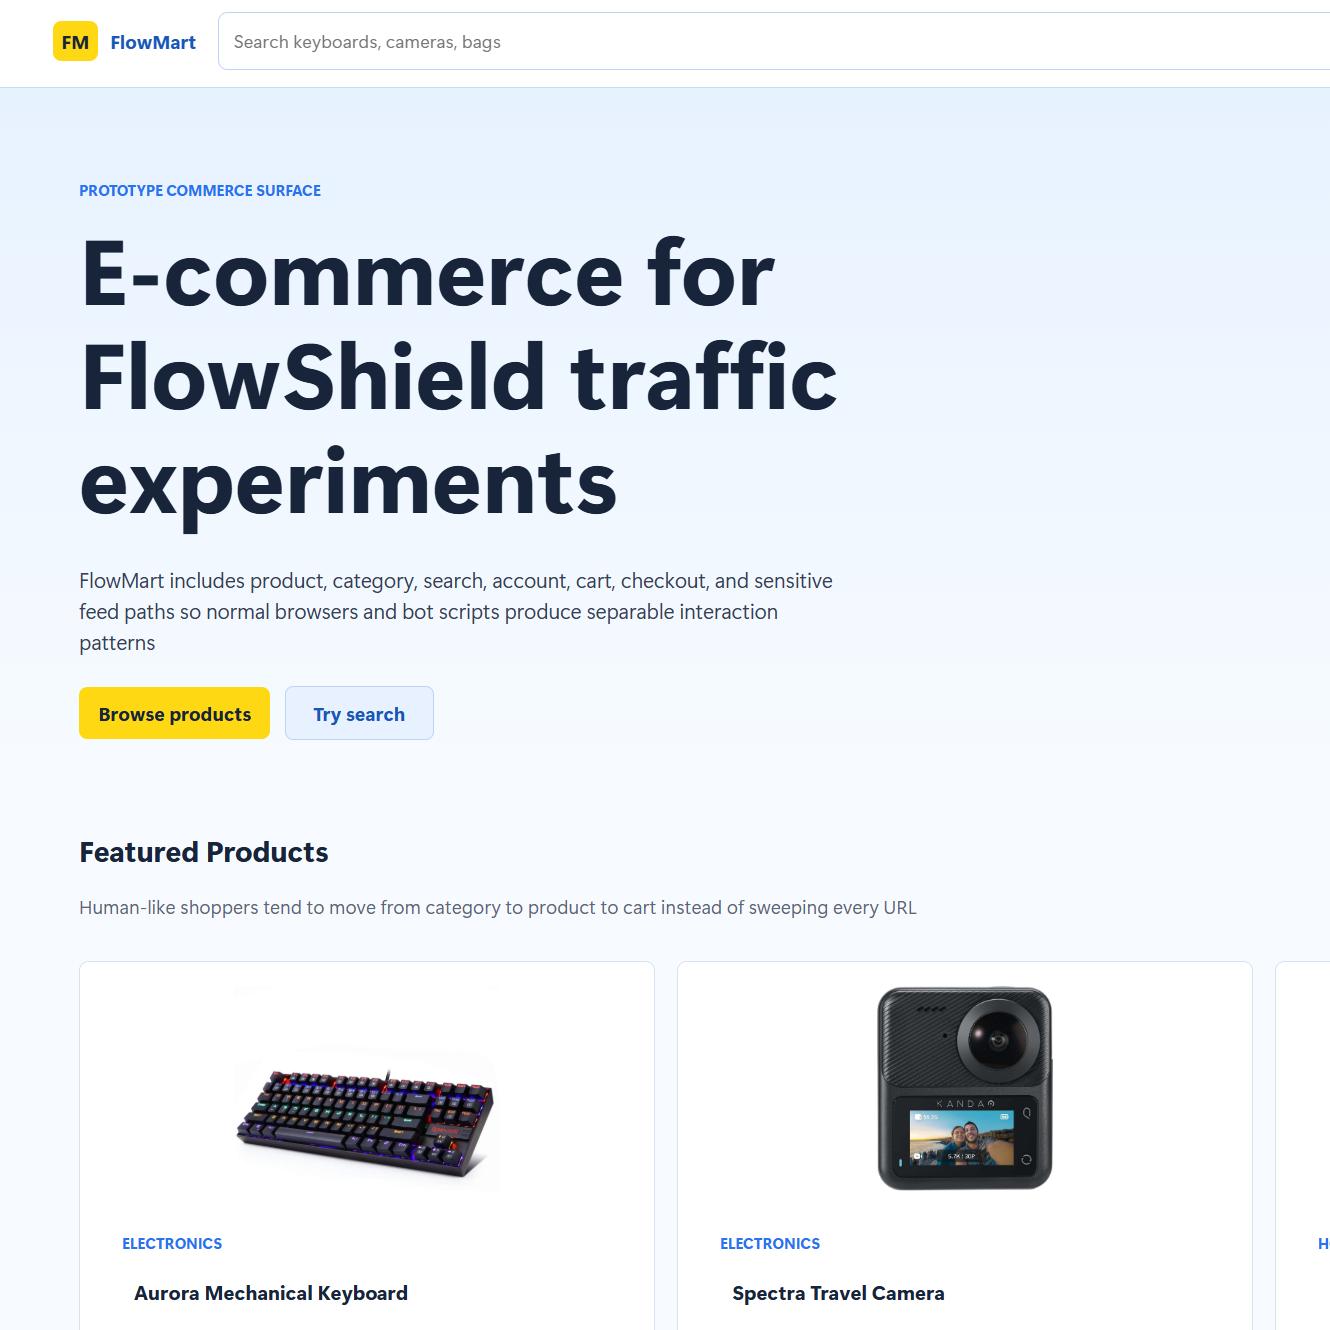 FM FlowMart Search keyboards, cameras, bags
PROTOTYPE COMMERCE SURFACE
E-commerce for
FlowShield traffic
experiments
FlowMart includes product, category, search, account, cart, checkout, and sensitive
feed paths so normal browsers and bot scripts produce separable interaction
patterns
Browse products Try search
Featured Products
Human-like shoppers tend to move from category to product to cart instead of sweeping every URL
KANDAO
5.7K / 30P
ELECTRONICS ELECTRONICS
Aurora Mechanical Keyboard Spectra Travel Camera